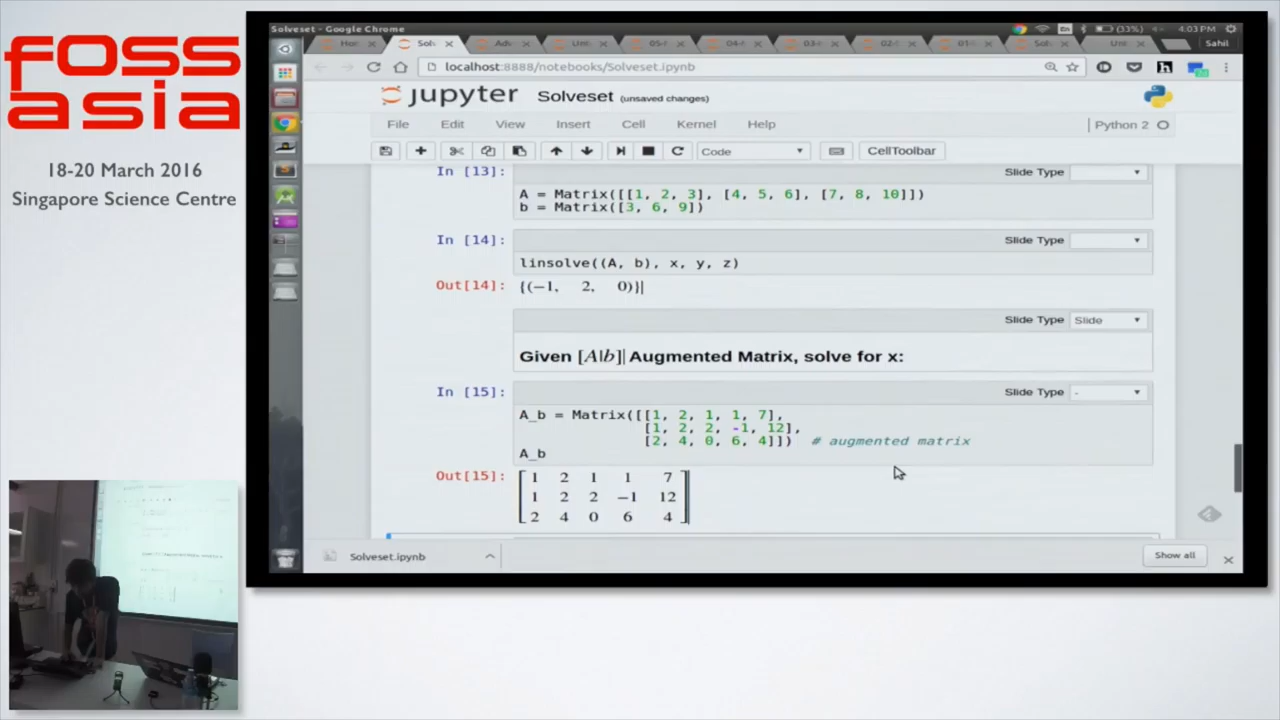 FOSS
ASIA
18-20 March 2016
Singapore Science Centre
Solveset - Google Chrome
(33%)
4:03 PM
Sahil
localhost:8888/notebooks/Solveset.ipynb
jupyter Solveset (unsaved changes)
File Edit View Insert Cell Kernel Help
Python 2
Code
CellToolbar
In [13]:
Slide Type
A = Matrix([[1, 2, 3], [4, 5, 6], [7, 8, 10]])
b = Matrix([3, 6, 9])
In [14]:
Slide Type
linsolve((A, b), x, y, z)
Out[14]: {(−1, 2, 0)}
Slide Type Slide
Given [A|b] Augmented Matrix, solve for x:
In [15]:
Slide Type -
A_b = Matrix([[1, 2, 1, 1, 7],
[1, 2, 2, -1, 12],
[2, 4, 0, 6, 4]]) # augmented matrix
A_b
Out[15]:
1 2 1 1 7
1 2 2 −1 12
2 4 0 6 4
Solveset.ipynb
Show all